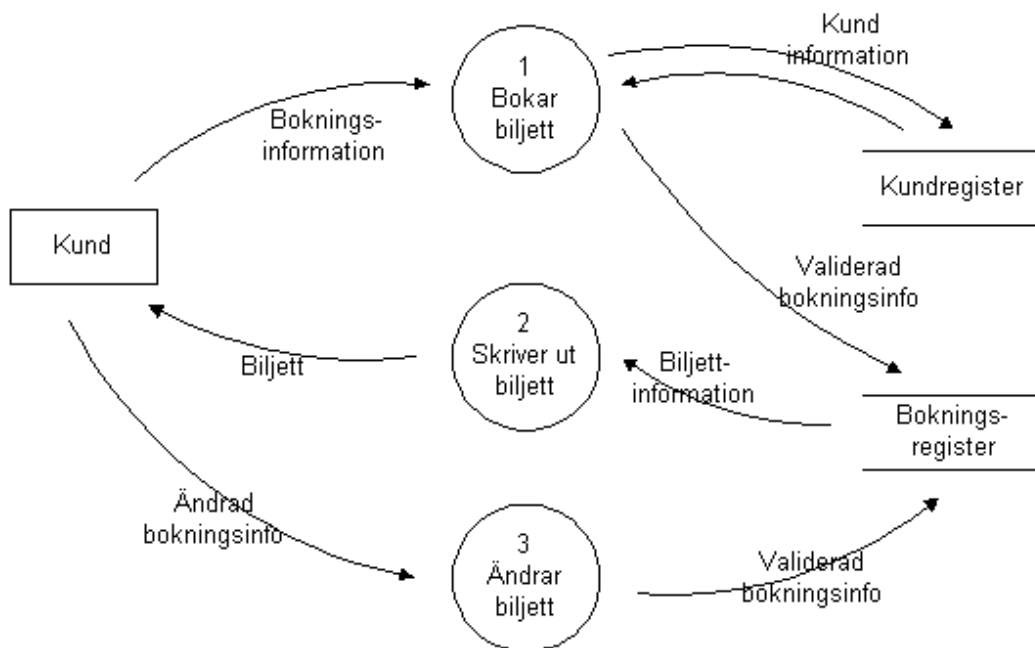 Kund
information
1
Bokar
biljett
Boknings-
information
Kundregister
Kund
Validerad
bokningsinfo
2
Skriver ut
biljett
Biljett
Biljett-
information
Boknings-
register
Ändrad
bokningsinfo
3
Ändrar
biljett
Validerad
bokningsinfo